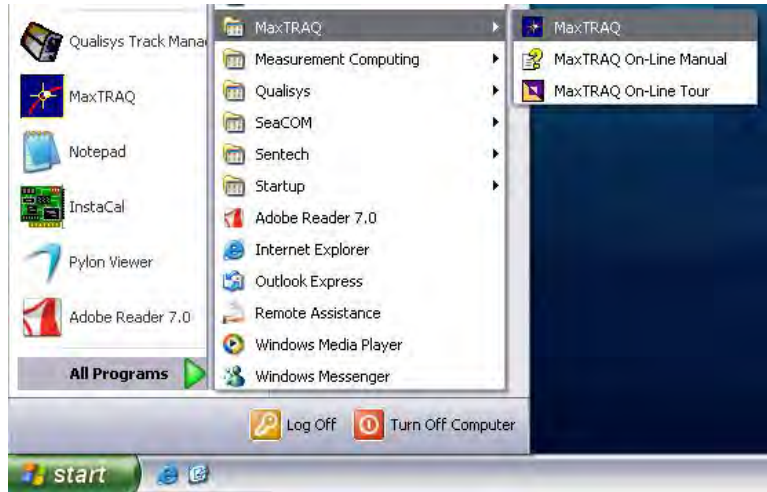 Qualisys Track Mana
MaxTRAQ
Notepad
InstaCal
Pylon Viewer
Adobe Reader 7.0
All Programs
MaxTRAQ
Measurement Computing
Qualisys
SeaCOM
Sentech
Startup
Adobe Reader 7.0
Internet Explorer
Outlook Express
Remote Assistance
Windows Media Player
Windows Messenger
MaxTRAQ
MaxTRAQ On-Line Manual
MaxTRAQ On-Line Tour
Log Off
Turn Off Computer
start